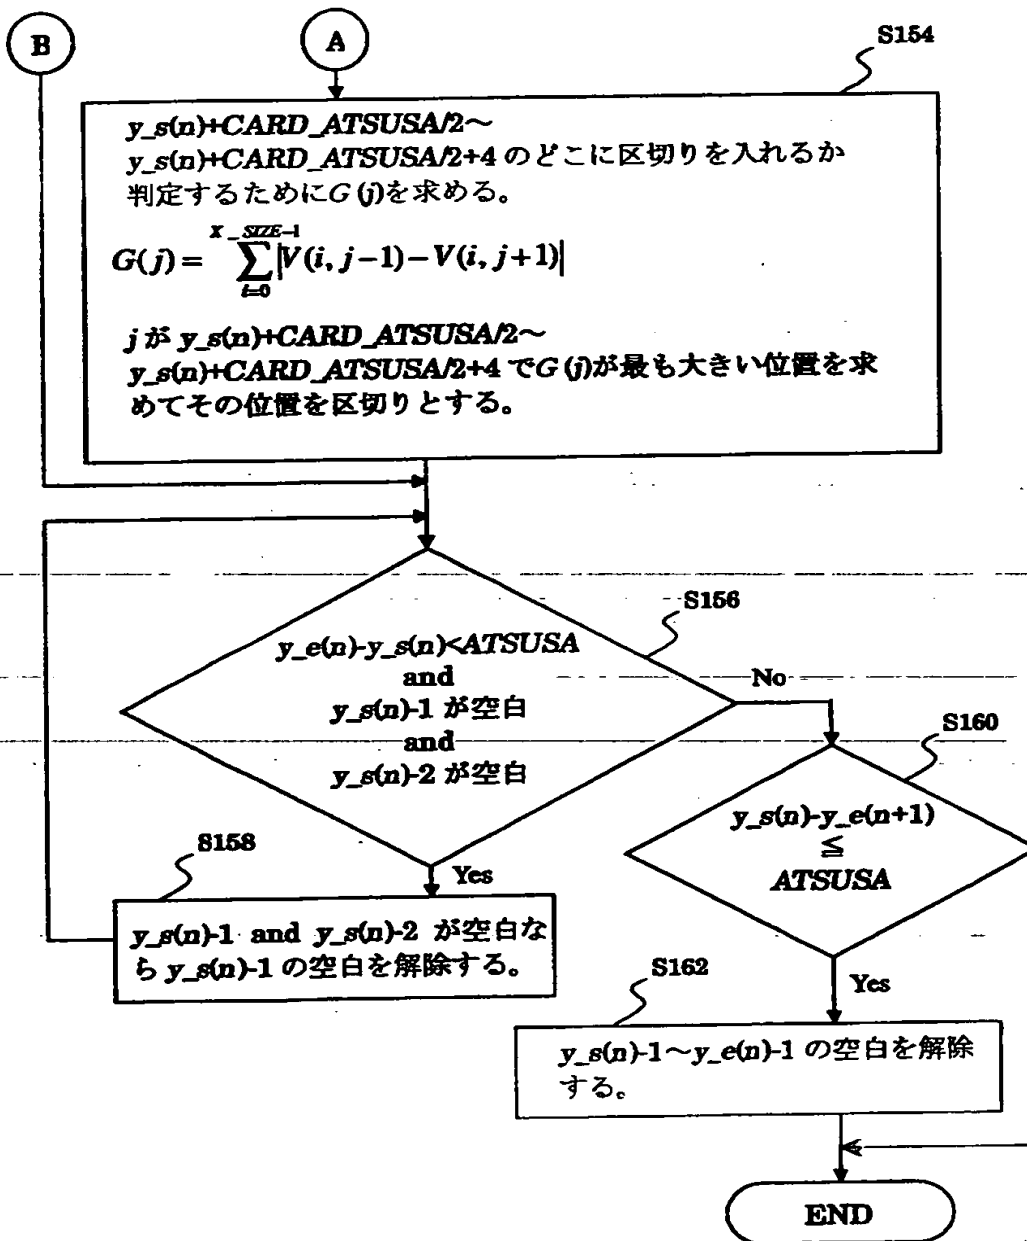 B
A
S154
y_s(n)+CARD_ATSUSA/2～
y_s(n)+CARD_ATSUSA/2+4 のどこに区切りを入れるか
判定するためにG (j)を求める。
G(j) = \sum_{i=0}^{X_SIZE-1} |V(i, j-1) - V(i, j+1)|
j が y_s(n)+CARD_ATSUSA/2～
y_s(n)+CARD_ATSUSA/2+4 でG (j)が最も大きい位置を求
めてその位置を区切りとする。
S156
y_e(n)-y_s(n)<ATSUSA
and
y_s(n)-1 が空白
and
y_s(n)-2 が空白
No
S160
y_s(n)-y_e(n+1)
≦
ATSUSA
S158
Yes
y_s(n)-1 and y_s(n)-2 が空白な
ら y_s(n)-1 の空白を解除する。
S162
Yes
y_s(n)-1～y_e(n)-1 の空白を解除
する。
END